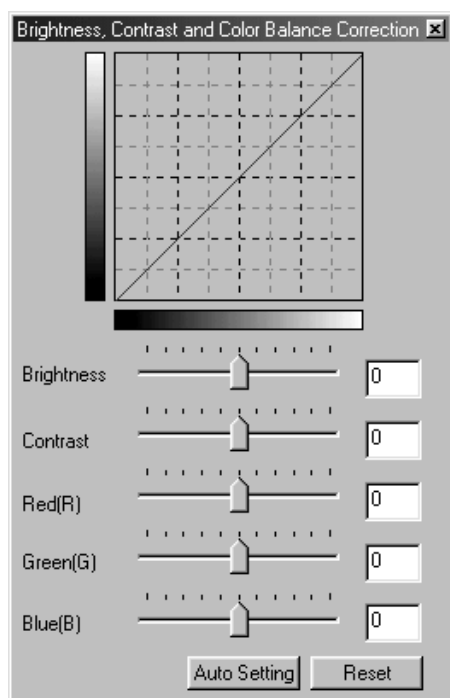 Brightness, Contrast and Color Balance Correction
Brightness 0
Contrast 0
Red(R) 0
Green(G) 0
Blue(B) 0
Auto Setting Reset